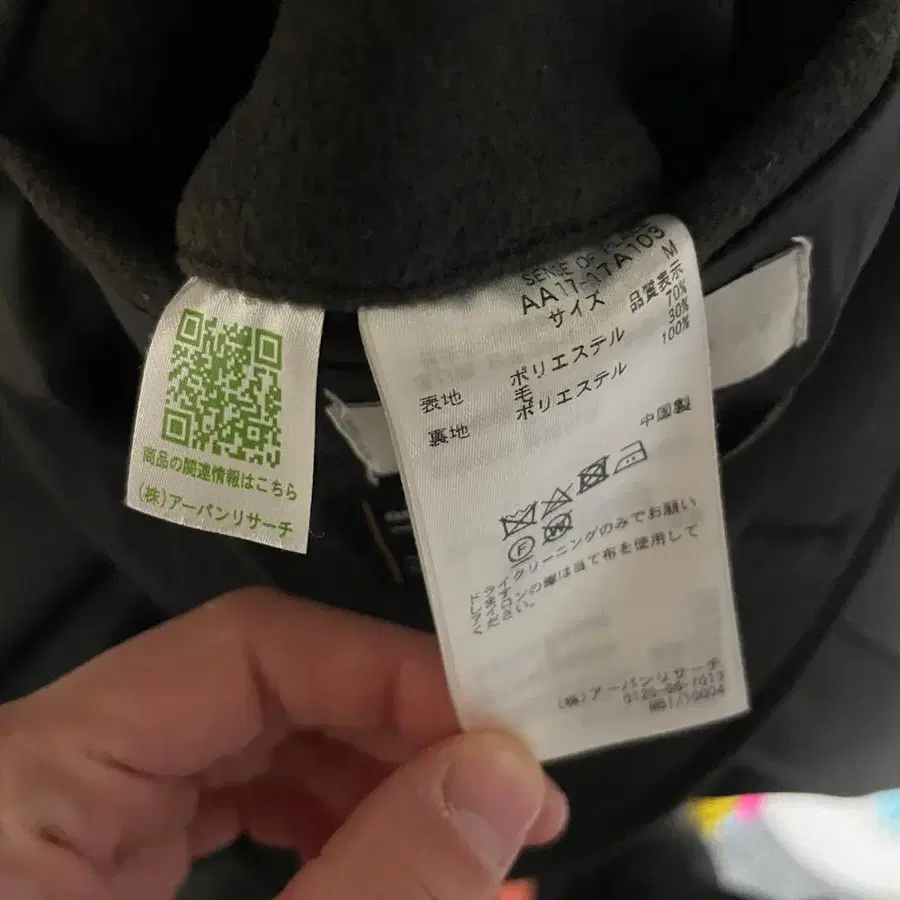 商品の関連情報はこちら
(株)アーバンリサーチ
SENSE OF PLACE
AA17-17A103
サイズ M
品質表示
表地 ポリエステル 70%
毛 30%
裏地 ポリエステル 100%
中国製
F
W
ドライクリーニングのみでお願い
します。
アイロンの際は当て布を使用して
ください。
(株)アーバンリサーチ